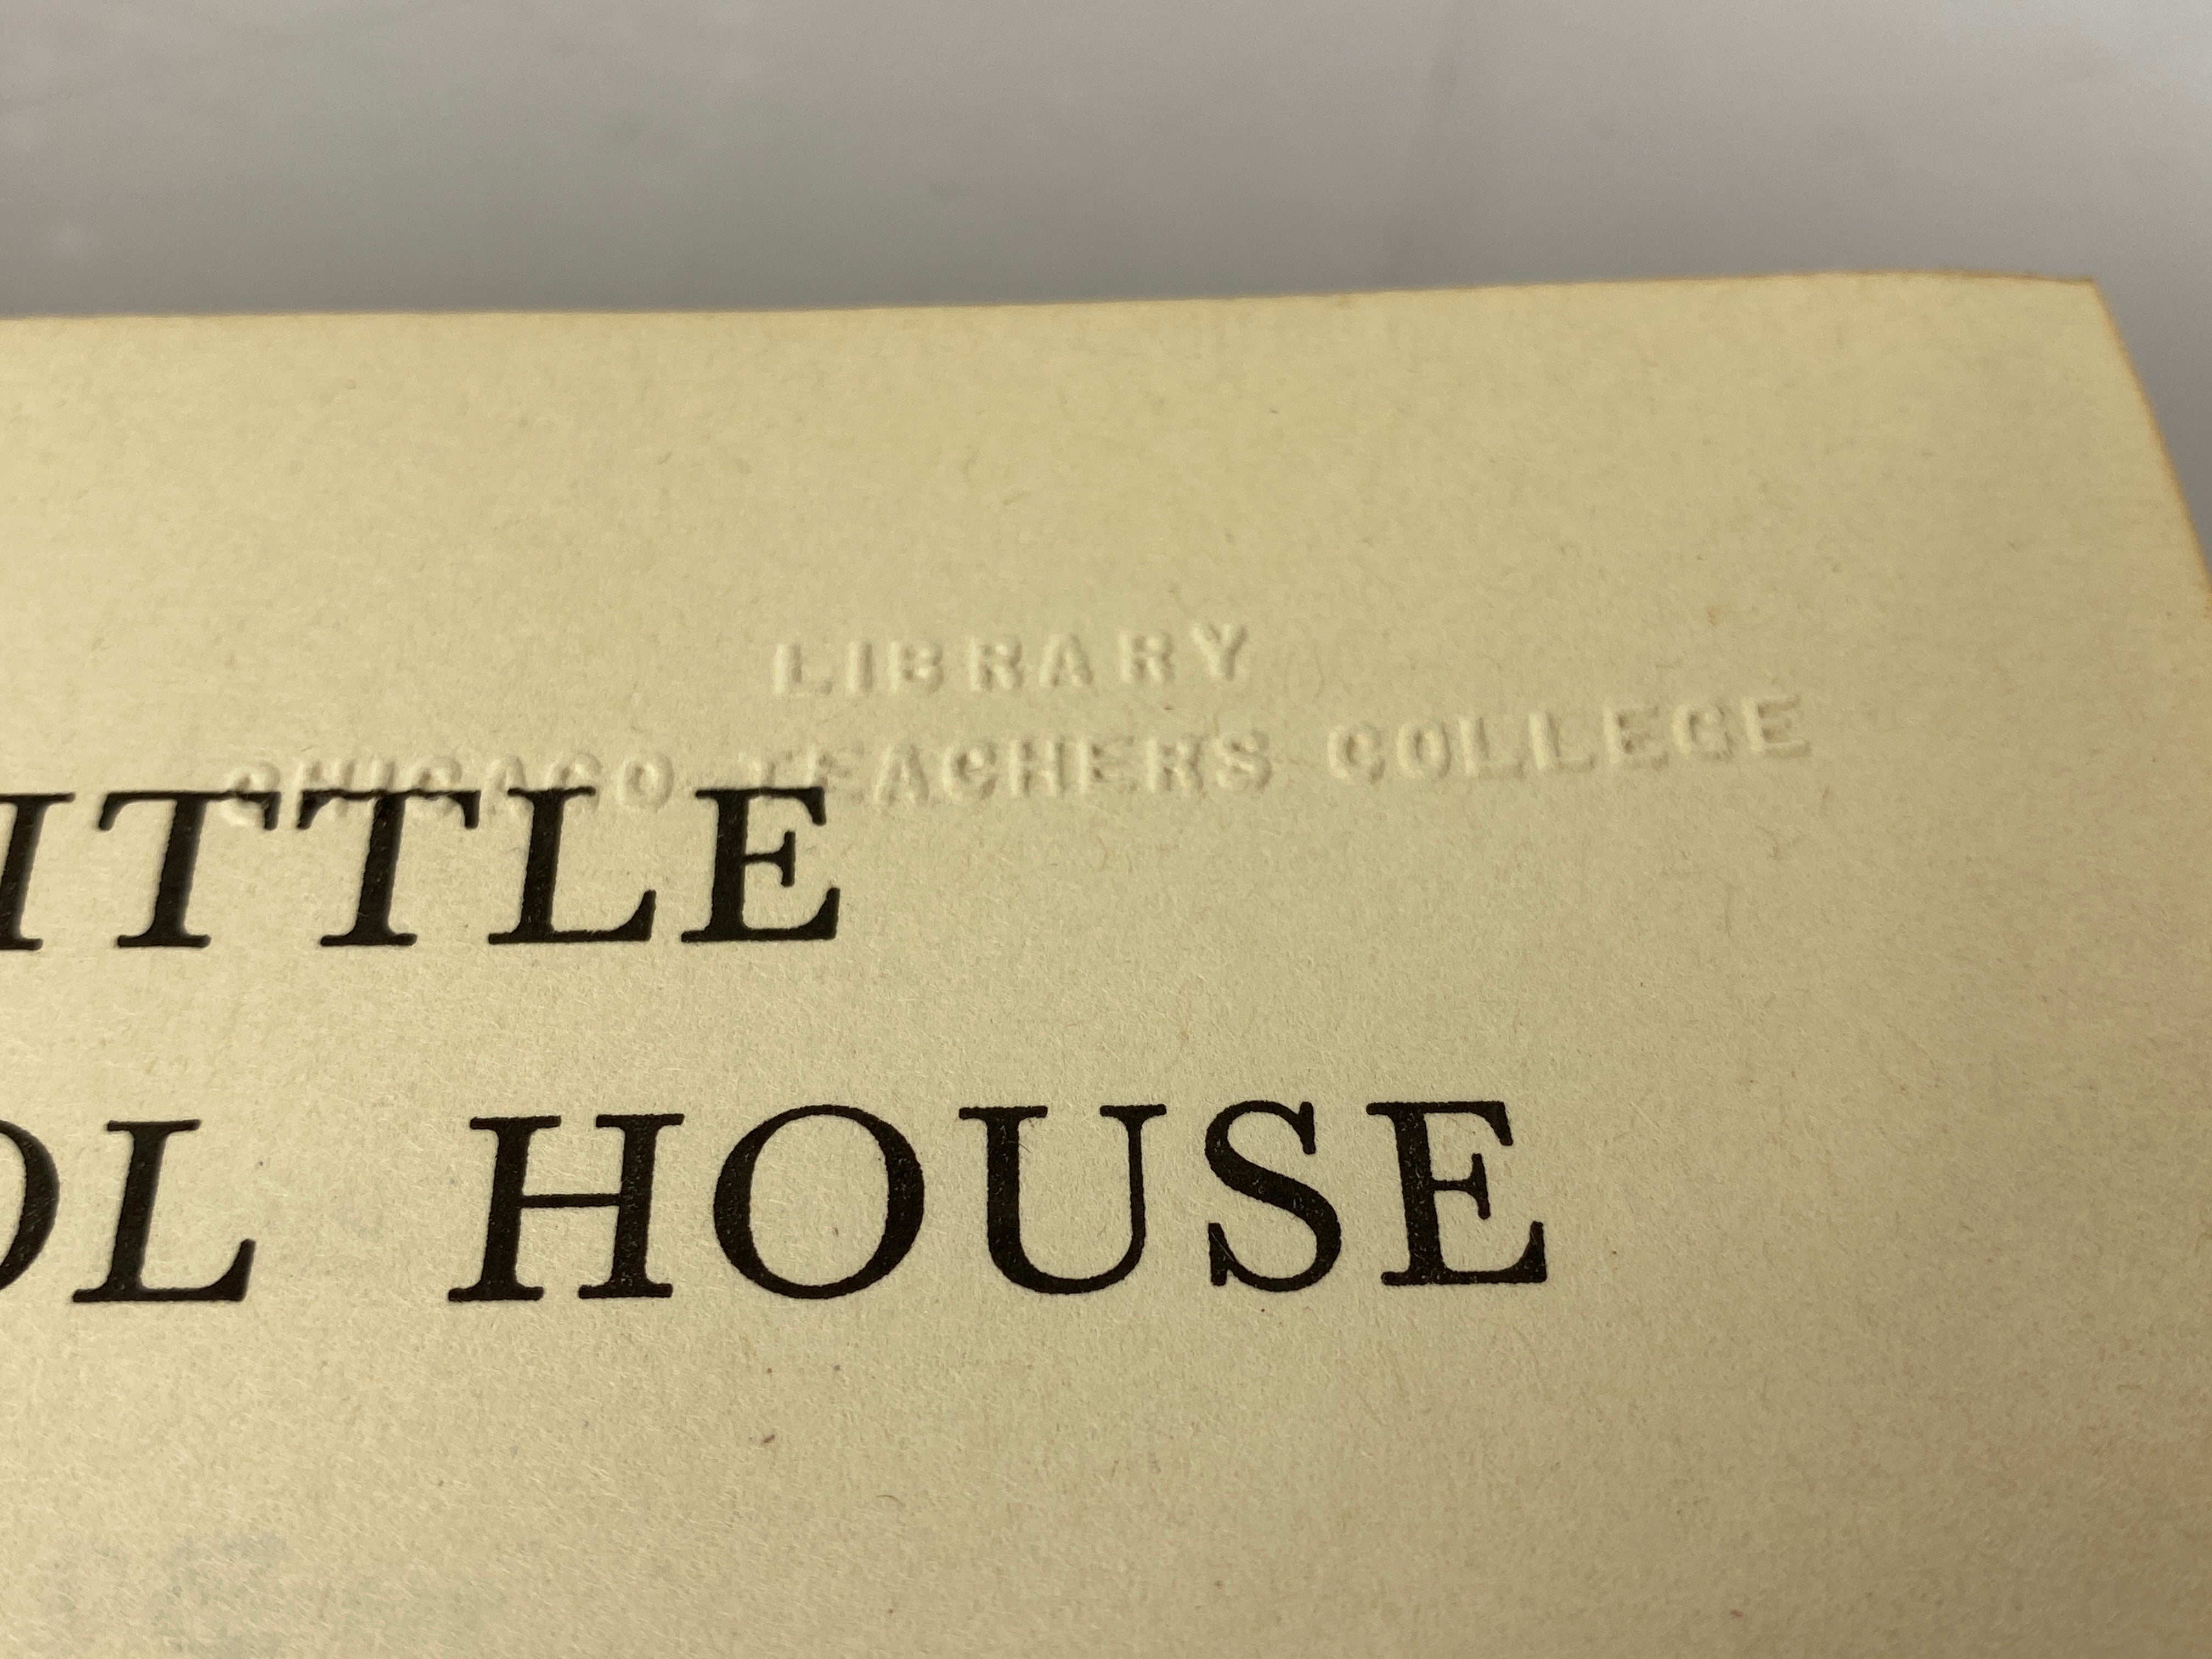 LIBRARY
CHICAGO TEACHERS COLLEGE
ITTLE
OL HOUSE